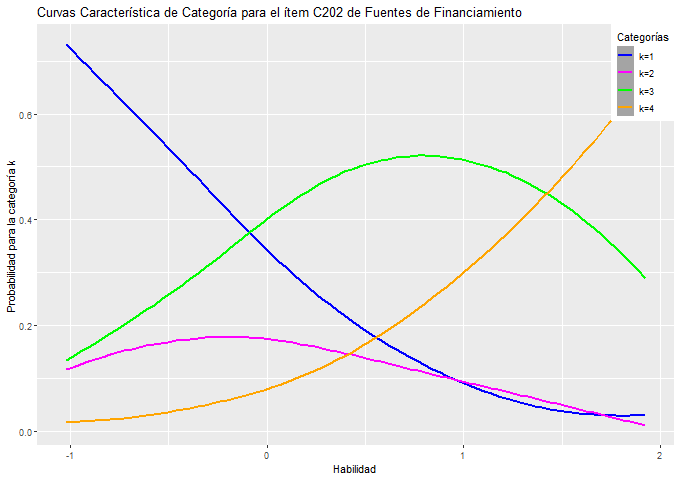 Curvas Característica de Categoría para el ítem C202 de Fuentes de Financiamiento
Categorías
k=1
k=2
k=3
k=4
Probabilidad para la categoría k
0.6
0.4
0.2
0.0
-1
0
1
2
Habilidad